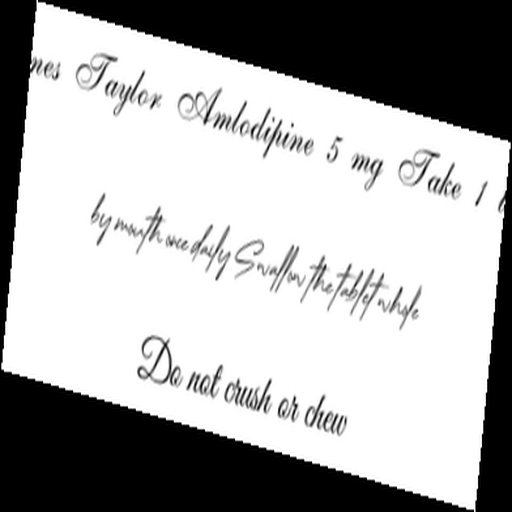 Taylor Amlodipine 5 mg Take 1
by mouth once daily Swallow the tablet whole
Do not crush or chew